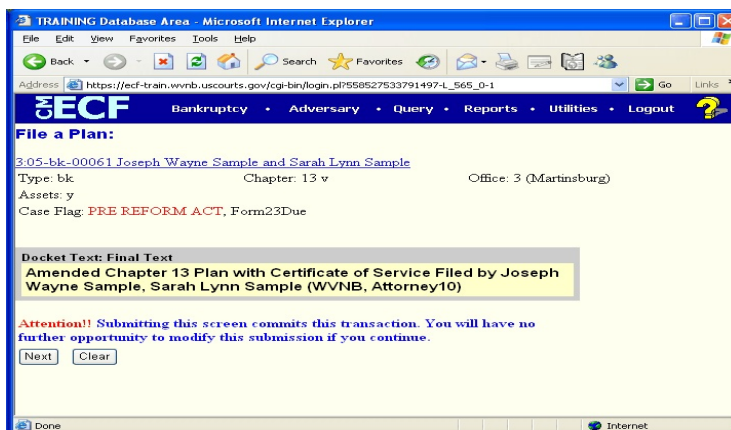 TRAINING Database Area - Microsoft Internet Explorer
File Edit View Favorites Tools Help
Back Search Favorites
Address https://ecf-train.wvnb.uscourts.gov/cgi-bin/login.pl?558527533791497-L_565_0-1 Go Links
CM ECF Bankruptcy • Adversary • Query • Reports • Utilities • Logout ?
File a Plan:
3:05-bk-00061 Joseph Wayne Sample and Sarah Lynn Sample
Type: bk Chapter: 13 v Office: 3 (Martinsburg)
Assets: y
Case Flag: PRE REFORM ACT, Form23Due
Docket Text: Final Text
Amended Chapter 13 Plan with Certificate of Service Filed by Joseph
Wayne Sample, Sarah Lynn Sample (WVNB, Attorney10)
Attention!! Submitting this screen commits this transaction. You will have no
further opportunity to modify this submission if you continue.
Next Clear
Done Internet